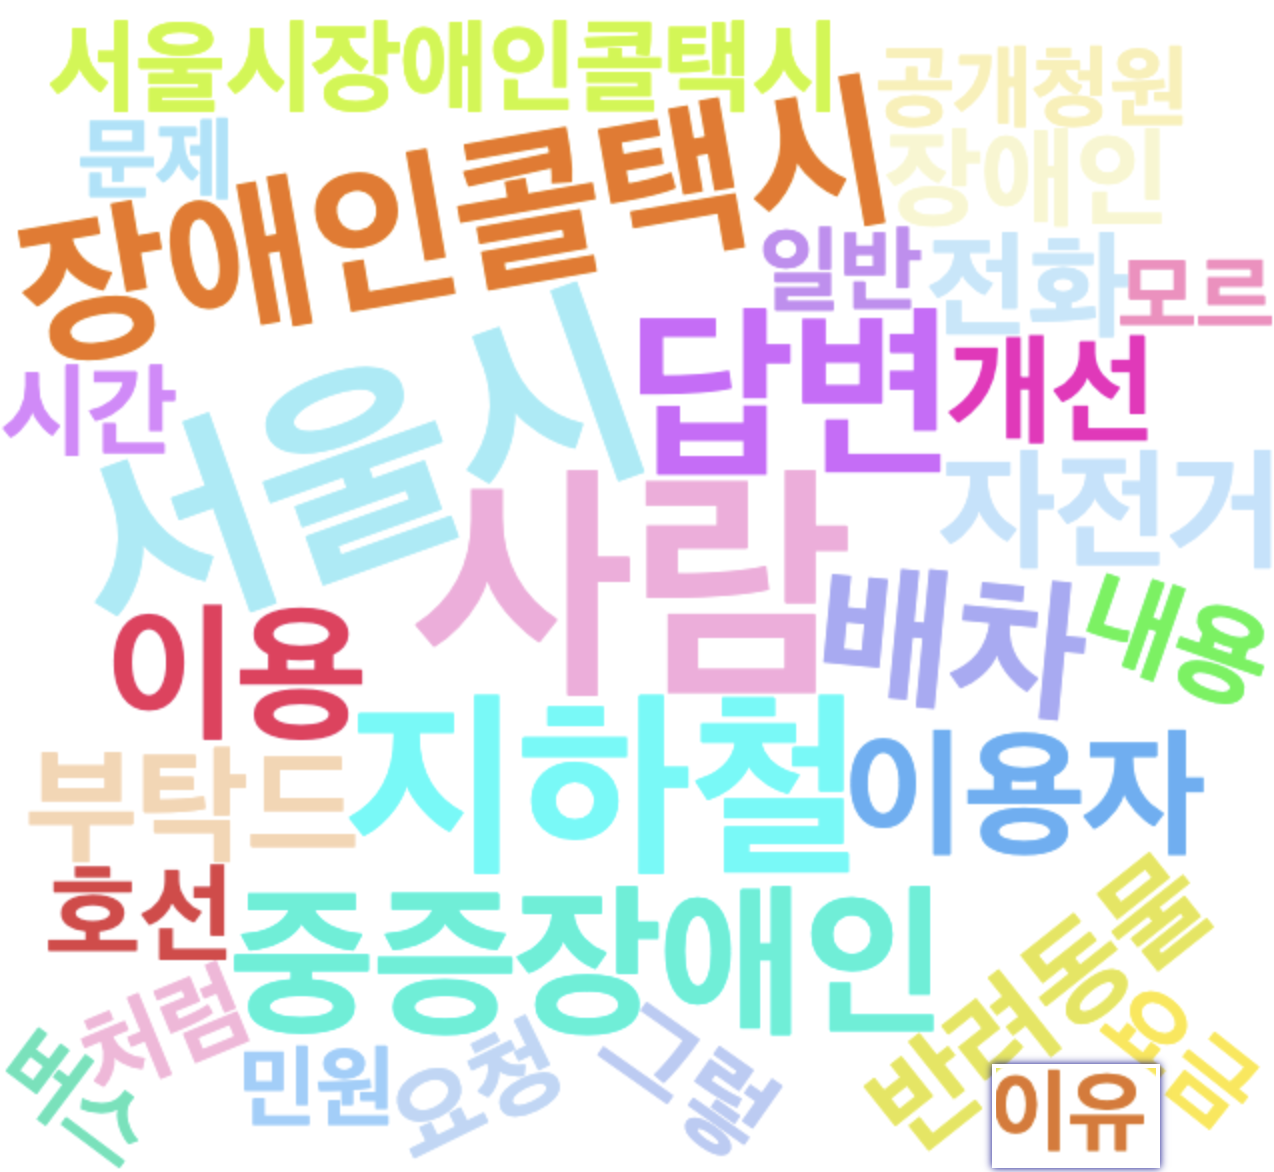 서울시장애인콜택시
공개청원
문제
장애인콜택시
장애인
일반
전화
모르
시간
서울시
답변
개선
사람
자전거
이용
배차
내용
부탁드
지하철
이용자
호선
중증장애인
반려동물
버스
처럼
민원
요청
그렇
요금
이유